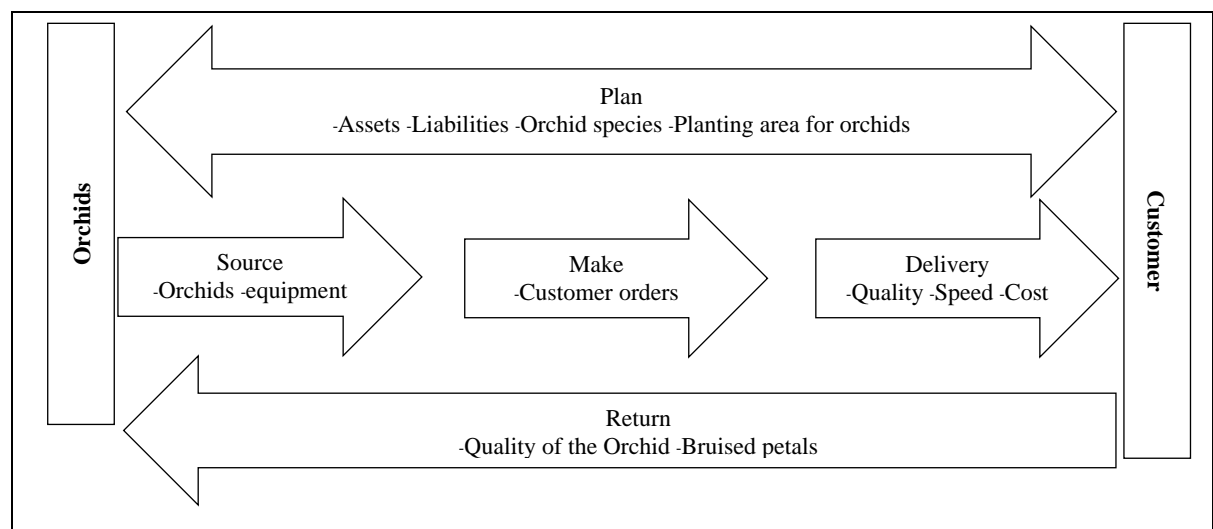 Orchids
Plan
-Assets -Liabilities -Orchid species -Planting area for orchids
Source
-Orchids -equipment
Make
-Customer orders
Delivery
-Quality -Speed -Cost
Return
-Quality of the Orchid -Bruised petals
Customer